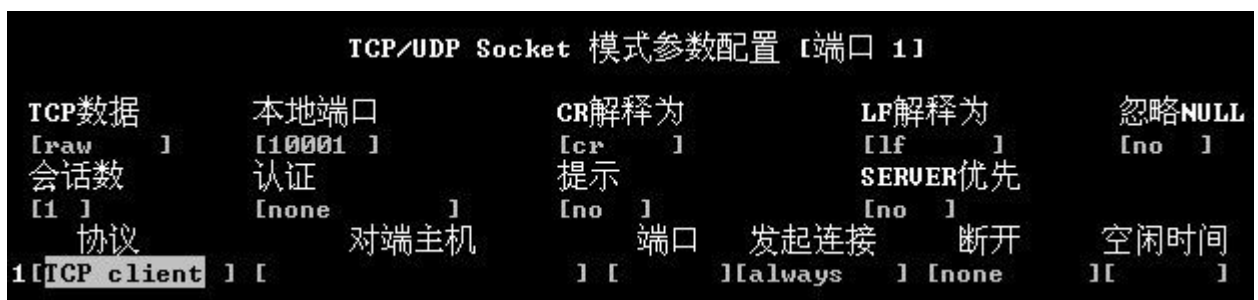 TCP/UDP Socket 模式参数配置 [端口 1]
TCP数据 本地端口 CR解释为 LF解释为 忽略NULL
[raw ] [10001 ] [cr ] [lf ] [no ]
会话数 认证 提示 SERVER优先
[1 ] [none ] [no ] [no ]
协议 对端主机 端口 发起连接 断开 空闲时间
1[TCP client ] [ ] [ ][always ] [none ][ ]